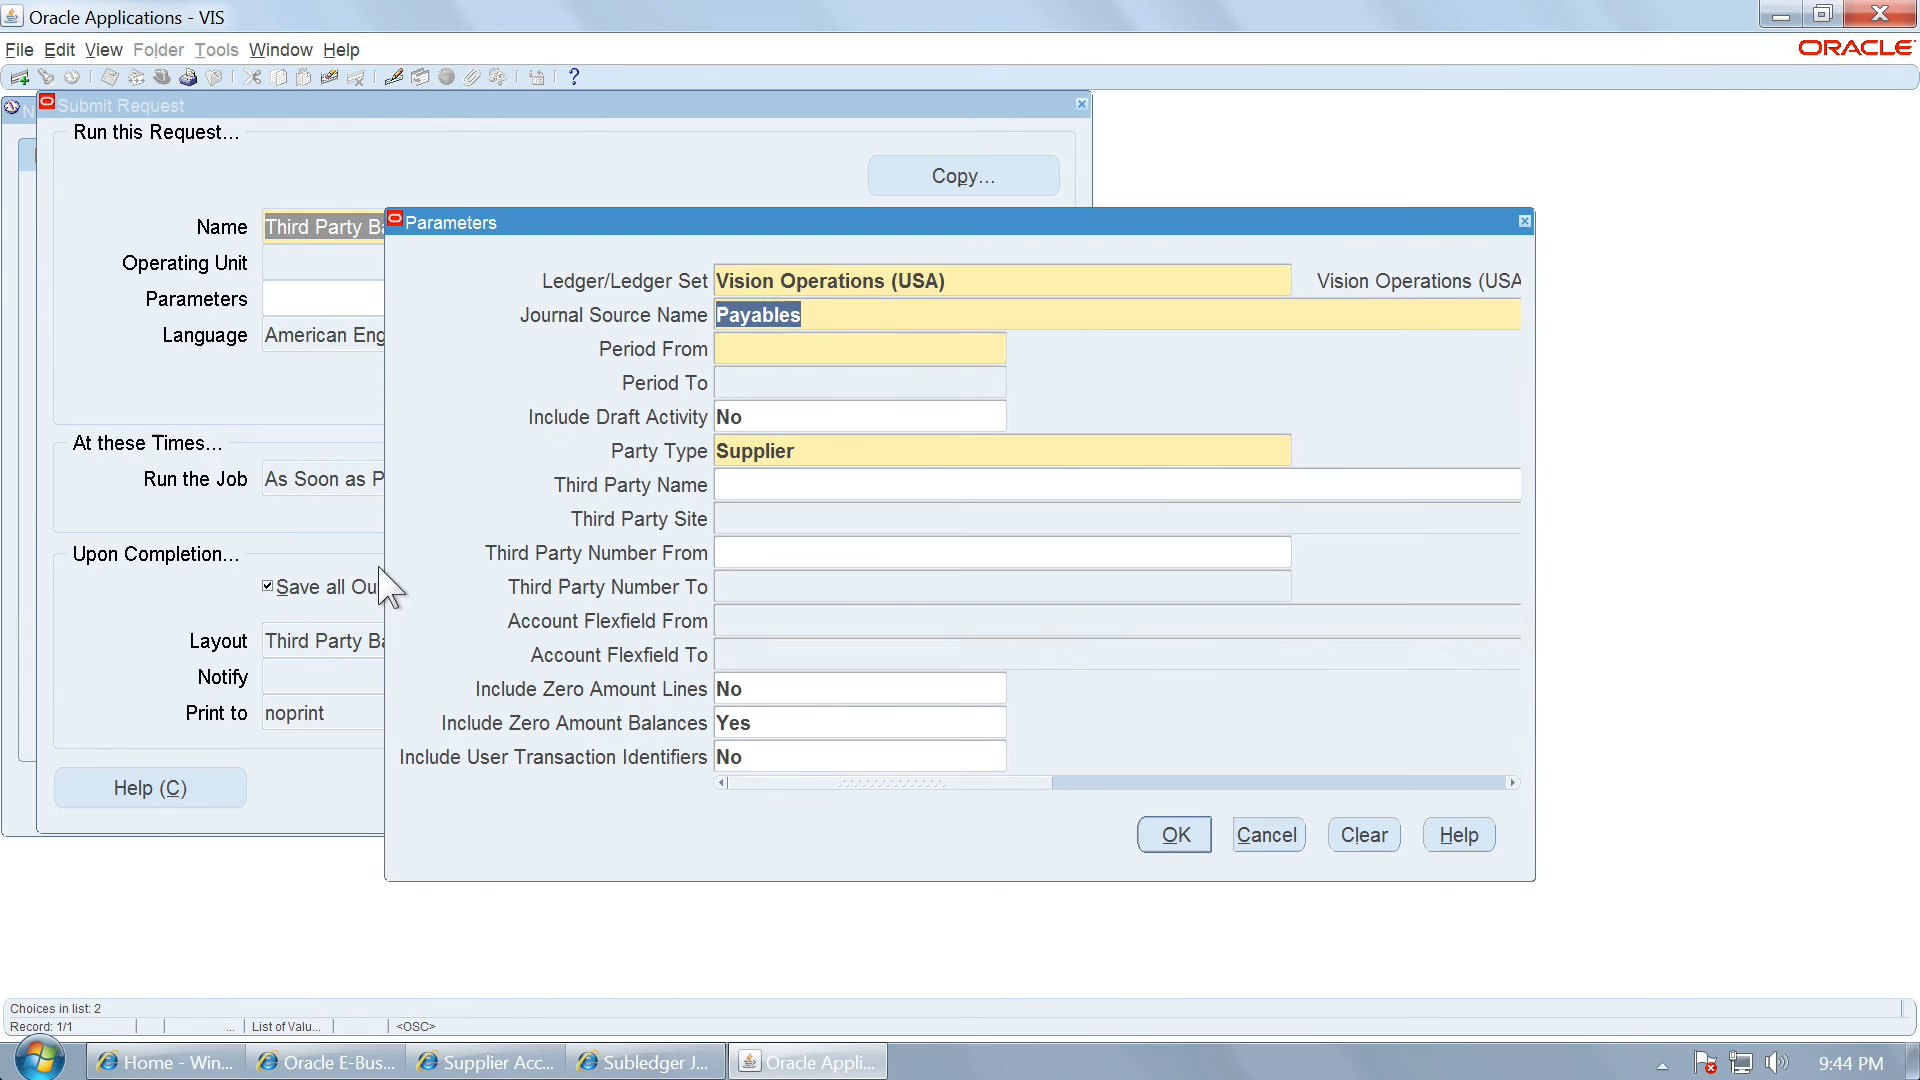 Oracle Applications - VIS
File Edit View Folder Tools Window Help
ORACLE
Submit Request
Run this Request...
Copy...
Name Third Party Ba
Operating Unit
Parameters
Language American Eng
At these Times...
Run the Job As Soon as P
Upon Completion...
Save all Ou
Layout Third Party Ba
Notify
Print to noprint
Help (C)
Parameters
Ledger/Ledger Set Vision Operations (USA) Vision Operations (USA
Journal Source Name Payables
Period From
Period To
Include Draft Activity No
Party Type Supplier
Third Party Name
Third Party Site
Third Party Number From
Third Party Number To
Account Flexfield From
Account Flexfield To
Include Zero Amount Lines No
Include Zero Amount Balances Yes
Include User Transaction Identifiers No
OK Cancel Clear Help
Choices in list: 2
Record: 1/1 ... List of Valu... <OSC>
Home - Win... Oracle E-Bus... Supplier Acc... Subledger J... Oracle Appli... 9:44 PM